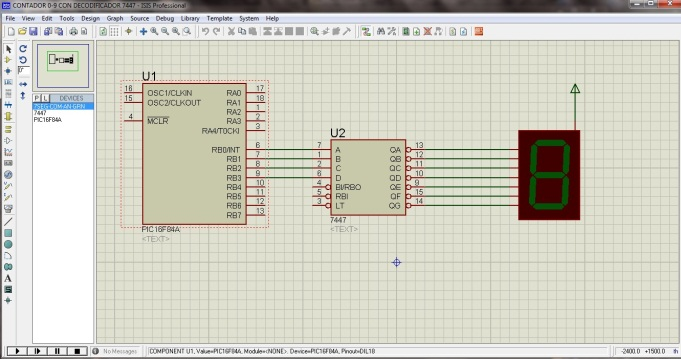 CONTADOR 0-9 CON DECODIFICADOR 7447 - ISIS Professional
File View Edit Tools Design Graph Source Debug Library Template System Help
P L DEVICES
7SEG-COM-AN-GRN
7447
PIC16F84A
U1
16 OSC1/CLKIN RA0 17
15 OSC2/CLKOUT RA1 18
RA2 1
4 MCLR RA3 2
RA4/T0CKI 3
RB0/INT 6
RB1 7
RB2 8
RB3 9
RB4 10
RB5 11
RB6 12
RB7 13
PIC16F84A
<TEXT>
U2
7 A QA 13
1 B QB 12
2 C QC 11
6 D QD 10
4 BI/RBO QE 9
5 RBI QF 15
3 LT QG 14
7447
<TEXT>
No Messages
COMPONENT U1, Value=PIC16F84A, Module=<NONE>, Device=PIC16F84A, Pinout=DIL18
-2400.0 +1500.0 th